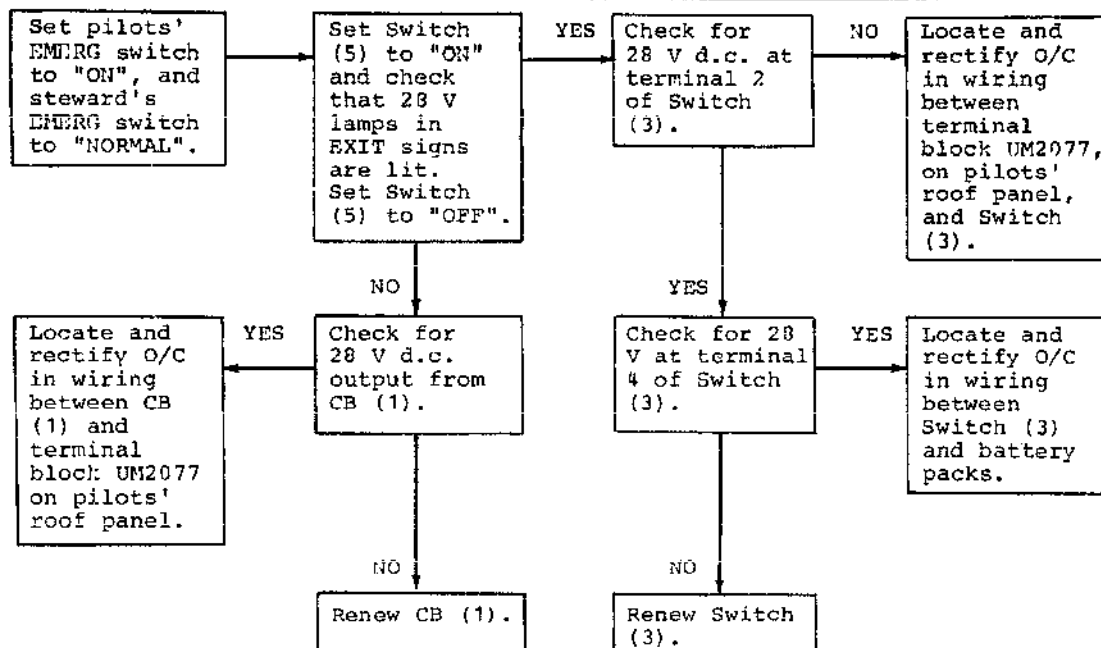 Set pilots'
EMERG switch
to "ON", and
steward's
EMERG switch
to "NORMAL".
Set Switch
(5) to "ON"
and check
that 28 V
lamps in
EXIT signs
are lit.
Set Switch
(5) to "OFF".
YES
Check for
28 V d.c. at
terminal 2
of Switch
(3).
NO
Locate and
rectify O/C
in wiring
between
terminal
block UM2077,
on pilots'
roof panel,
and Switch
(3).
NO
YES
Locate and
rectify O/C
in wiring
between CB
(1) and
terminal
block UM2077
on pilots'
roof panel.
YES
Check for
28 V d.c.
output from
CB (1).
Check for 28
V at terminal
4 of Switch
(3).
YES
Locate and
rectify O/C
in wiring
between
Switch (3)
and battery
packs.
NO
NO
Renew CB (1).
Renew Switch
(3).